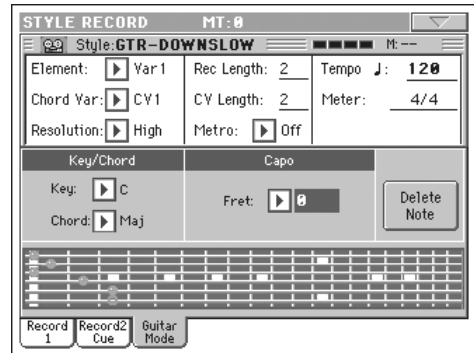 STYLE RECORD MT:0
Style:GTR-DOWNSLOW M:--
Element: Var1 Rec Length: 2 Tempo ♩: 120
Chord Var: CV1 CV Length: 2 Meter: 4/4
Resolution: High Metro: Off
Key/Chord Capo
Key: C
Fret: 0
Chord: Maj
Delete
Note
Record
1
Record2
Cue
Guitar
Mode